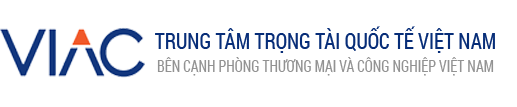 VIAC
TRUNG TÂM TRỌNG TÀI QUỐC TẾ VIỆT NAM
BÊN CẠNH PHÒNG THƯƠNG MẠI VÀ CÔNG NGHIỆP VIỆT NAM